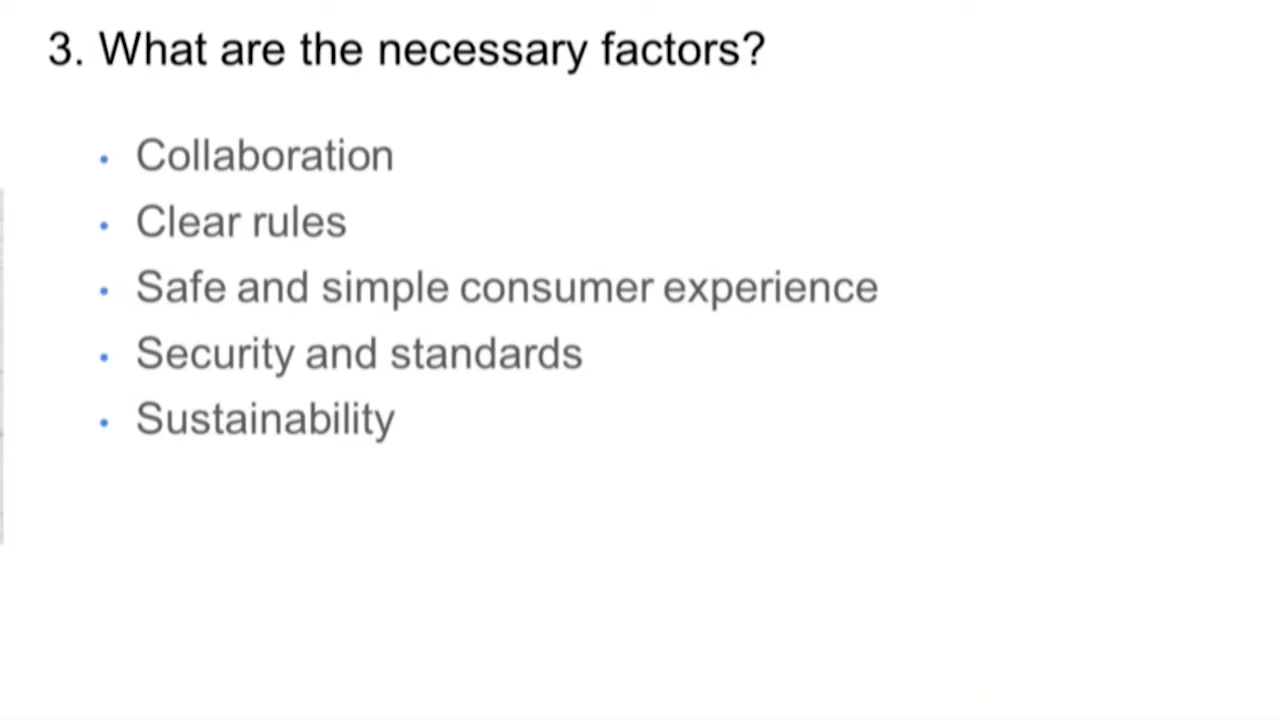 3. What are the necessary factors?
• Collaboration
• Clear rules
• Safe and simple consumer experience
• Security and standards
• Sustainability